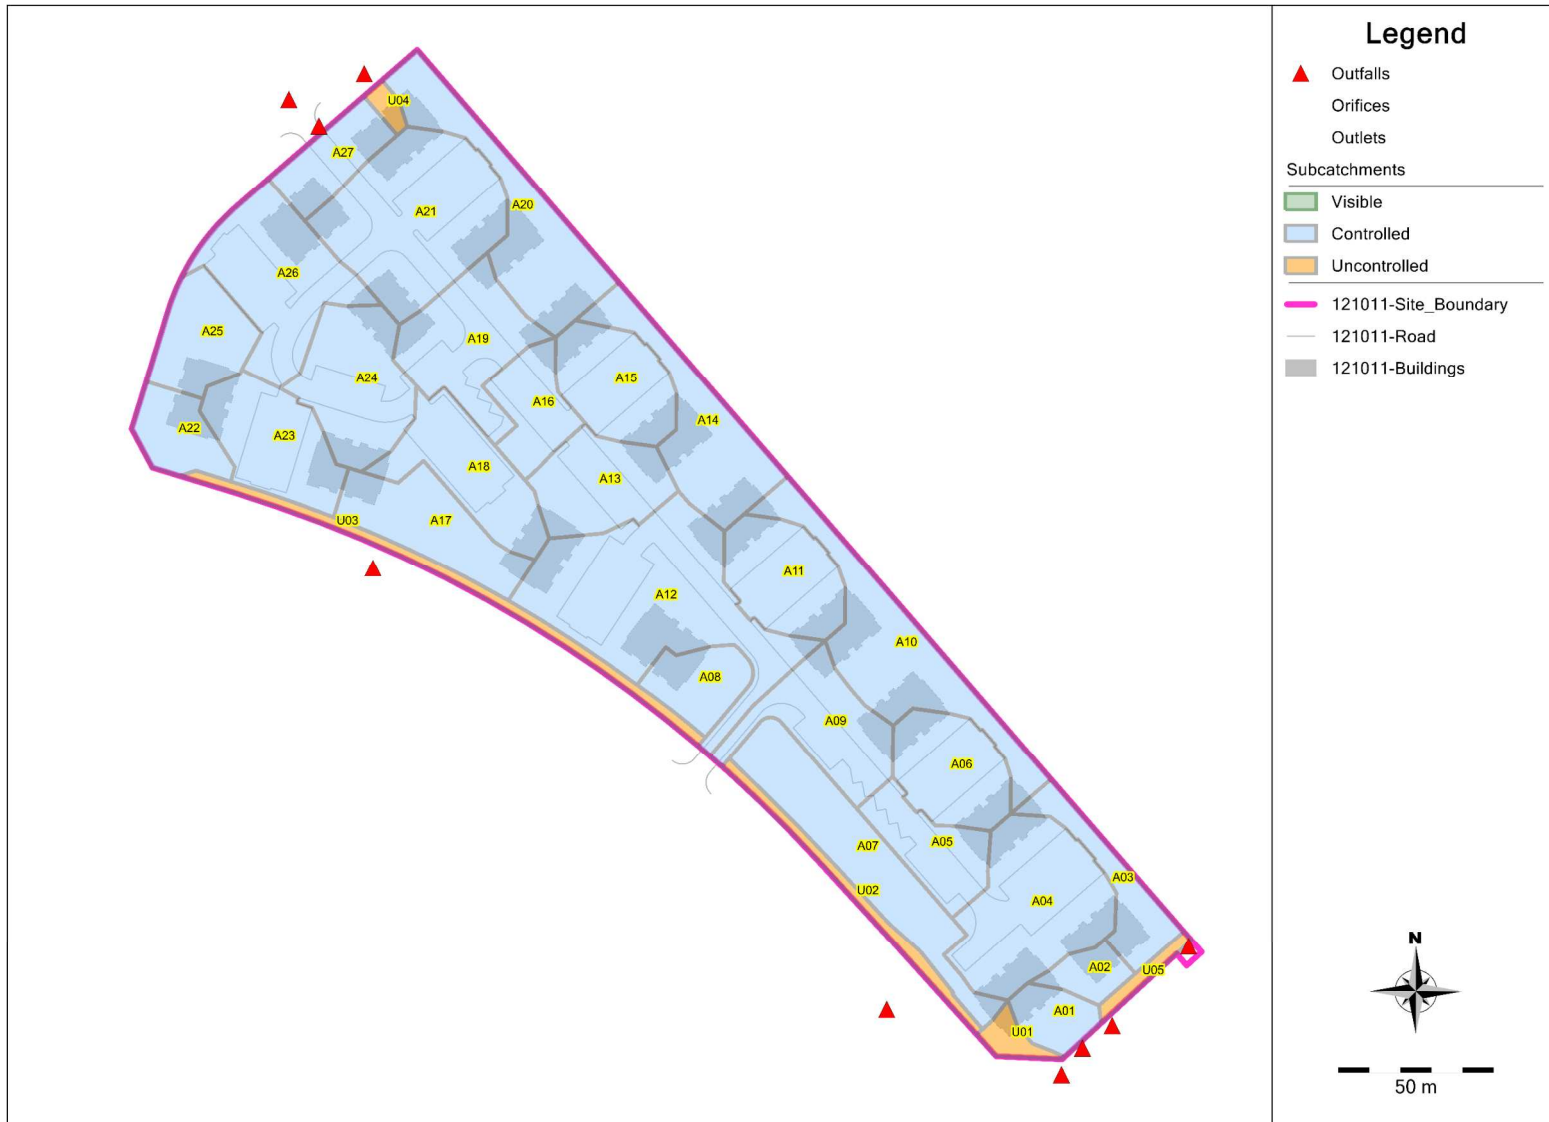 Legend
Outfalls
Orifices
Outlets
Subcatchments
Visible
Controlled
Uncontrolled
121011-Site_Boundary
121011-Road
121011-Buildings
U04
A27
A20
A21
A26
A25
A19
A24
A15
A16
A14
A22
A23
A18
A13
U03
A17
A11
A12
A10
A08
A09
A06
A07
A05
U02
A03
A04
A02
U05
A01
U01
N
50 m